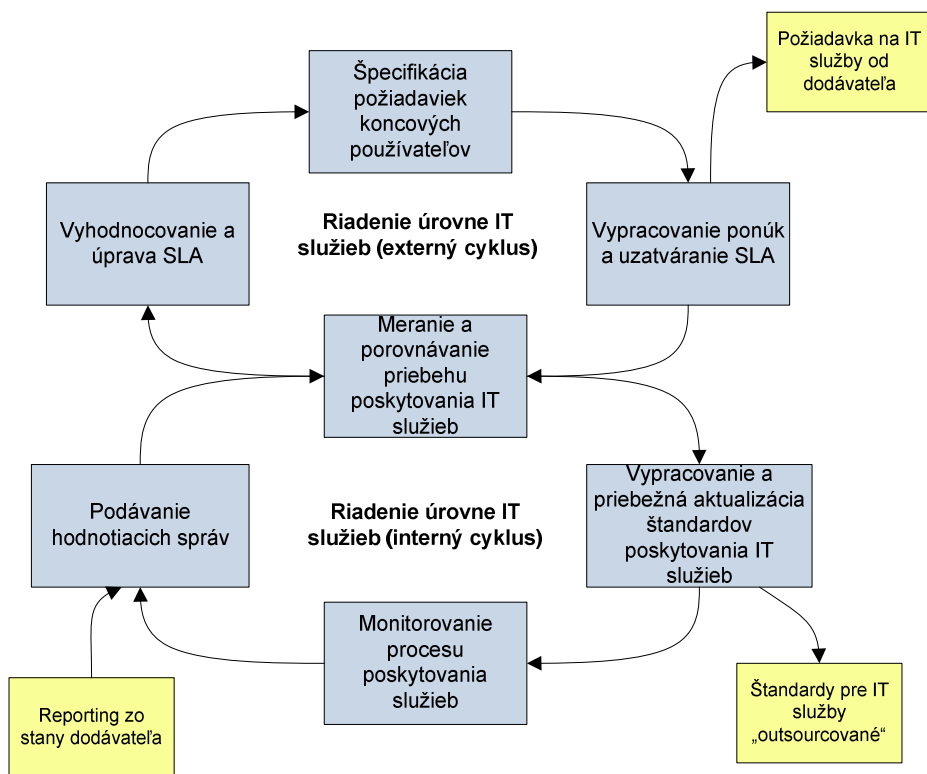 Požiadavka na IT
služby od
dodávateľa
Špecifikácia
požiadaviek
koncových
používateľov
Vyhodnocovanie a
úprava SLA
Riadenie úrovne IT
služieb (externý cyklus)
Vypracovanie ponúk
a uzatváranie SLA
Meranie a
porovnávanie
priebehu
poskytovania IT
služieb
Podávanie
hodnotiacich správ
Riadenie úrovne IT
služieb (interný cyklus)
Vypracovanie a
priebežná aktualizácia
štandardov
poskytovania IT
služieb
Monitorovanie
procesu
poskytovania
služieb
Reporting zo
stany dodávateľa
Štandardy pre IT
služby
„outsourcované“